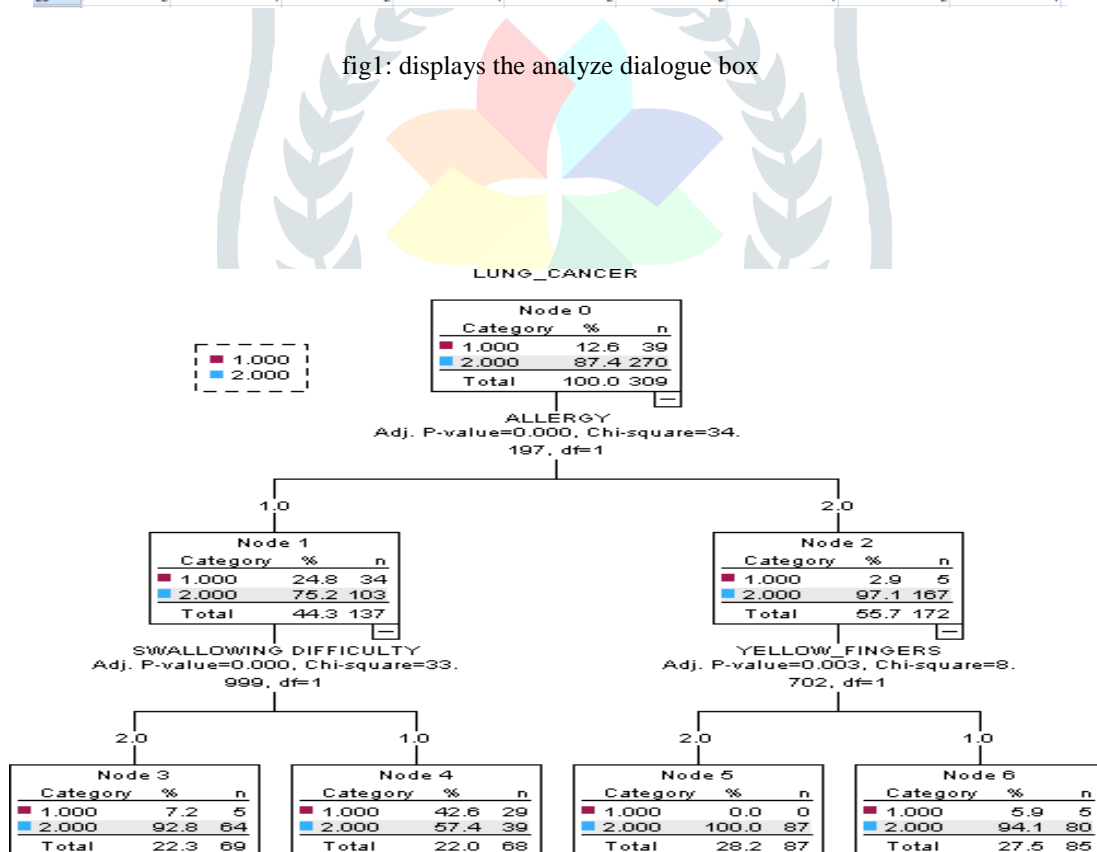 fig1: displays the analyze dialogue box
LUNG_CANCER
Node 0
Category % n
1.000 12.6 39
2.000 87.4 270
Total 100.0 309
1.000
2.000
ALLERGY
Adj. P-value=0.000, Chi-square=34.
197, df=1
1.0
2.0
Node 1
Category % n
1.000 24.8 34
2.000 75.2 103
Total 44.3 137
Node 2
Category % n
1.000 2.9 5
2.000 97.1 167
Total 55.7 172
SWALLOWING DIFFICULTY
Adj. P-value=0.000, Chi-square=33.
999, df=1
YELLOW_FINGERS
Adj. P-value=0.003, Chi-square=8.
702, df=1
2.0
1.0
2.0
1.0
Node 3
Category % n
1.000 7.2 5
2.000 92.8 64
Total 22.3 69
Node 4
Category % n
1.000 42.6 29
2.000 57.4 39
Total 22.0 68
Node 5
Category % n
1.000 0.0 0
2.000 100.0 87
Total 28.2 87
Node 6
Category % n
1.000 5.9 5
2.000 94.1 80
Total 27.5 85